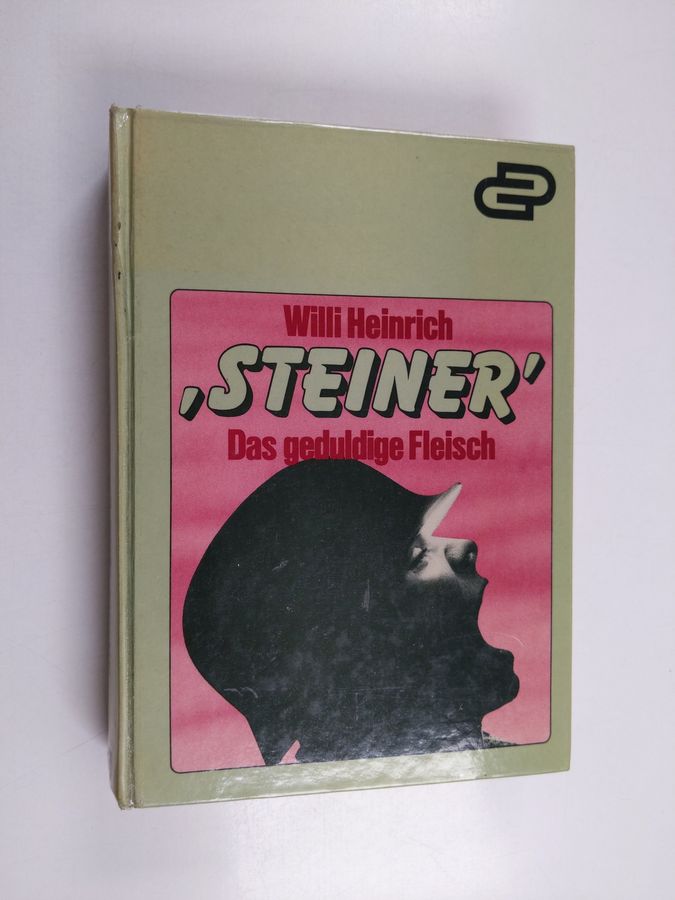 Willi Heinrich
‚STEINER'
Das geduldige Fleisch